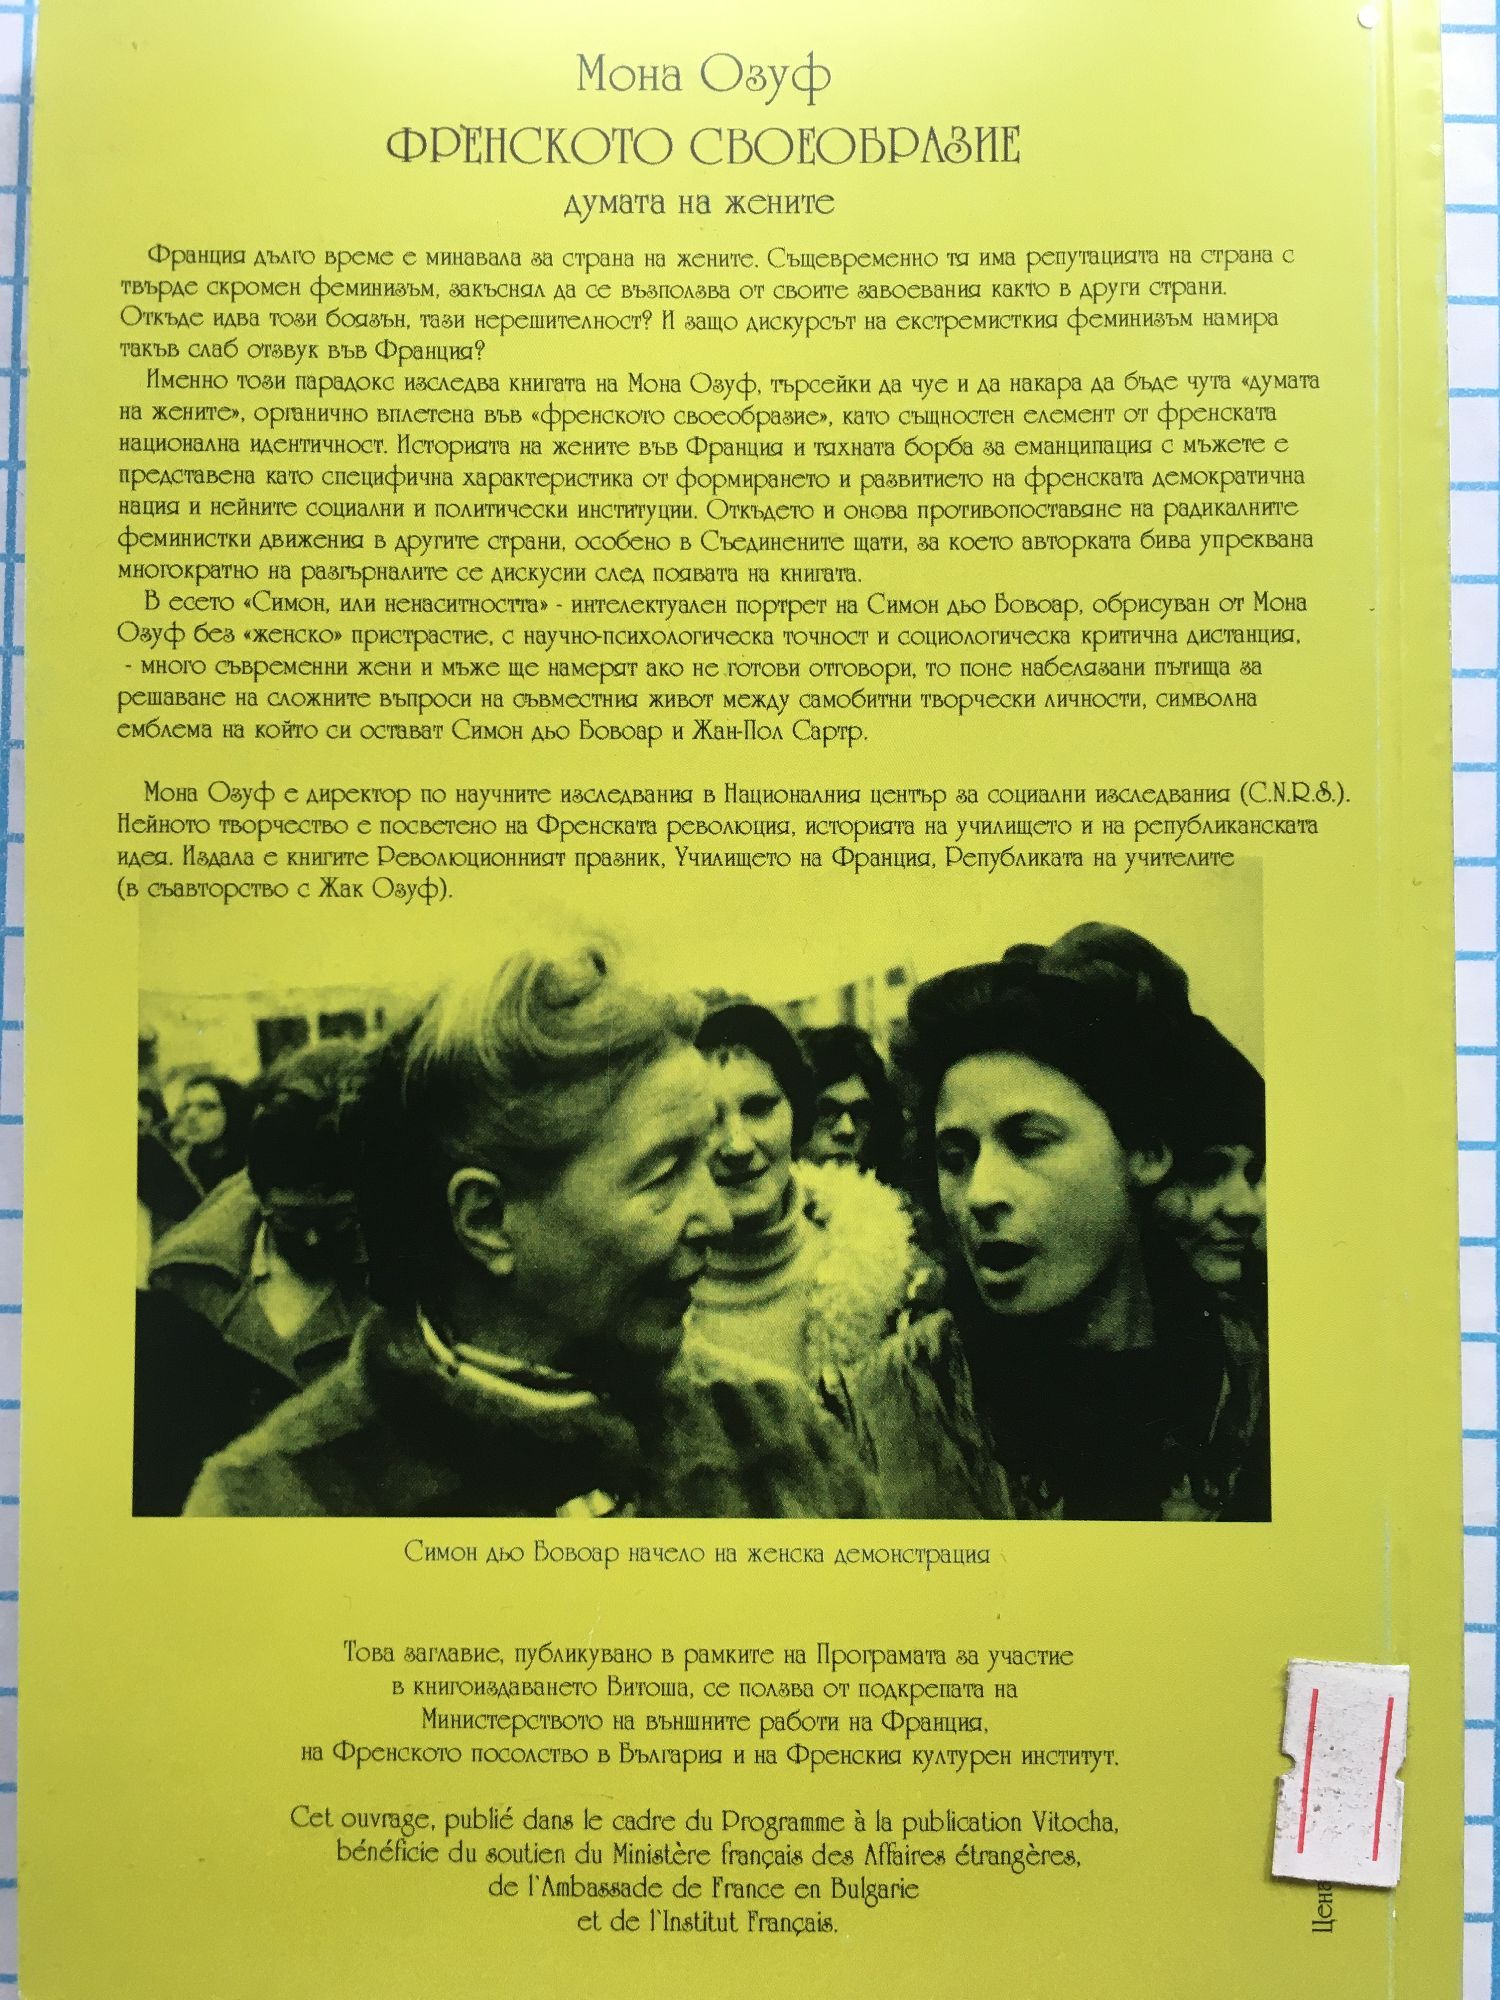 Мона Озуф
ФРЕНСКОТО СВОЕОБРАЗИЕ
думата на жените
Франция дълго време е минавала за страна на жените. Същевременно тя има репутацията на страна с
твърде скромен феминизъм, закъснял да се възползва от своите завоевания както в други страни.
Откъде идва този боязън, тази нерешителност? И защо дискурсът на екстремисткия феминизъм намира
такъв слаб отзвук във Франция?
Именно този парадокс изследва книгата на Мона Озуф, търсейки да чуе и да накара да бъде чута «думата
на жените», органично вплетена във «френското своеобразие», като същностен елемент от френската
национална идентичност. Историята на жените във Франция и тяхната борба за еманципация с мъжете е
представена като специфична характеристика от формирането и развитието на френската демократична
нация и нейните социални и политически институции. Откъдето и онова противопоставяне на радикалните
феминистки движения в другите страни, особено в Съединените щати, за което авторката бива упреквана
многократно на разгърналите се дискусии след появата на книгата.
В есето «Симон, или ненаситността» - интелектуален портрет на Симон дьо Бовоар, обрисуван от Мона
Озуф без «женско» пристрастие, с научно-психологическа точност и социологическа критична дистанция,
- много съвременни жени и мъже ще намерят ако не готови отговори, то поне набелязани пътища за
решаване на сложните въпроси на съвместния живот между самобитни творчески личности, символна
емблема на който си остават Симон дьо Бовоар и Жан-Пол Сартр.
Мона Озуф е директор по научните изследвания в Националния център за социални изследвания (C.N.R.S.).
Нейното творчество е посветено на Френската революция, историята на училището и на републиканската
идея. Издала е книгите Революционният празник, Училището на Франция, Републиката на учителите
(в съавторство с Жак Озуф).
Симон дьо Бовоар начело на женска демонстрация
Това заглавие, публикувано в рамките на Програмата за участие
в книгоиздаването Витоша, се ползва от подкрепата на
Министерството на външните работи на Франция,
на Френското посолство в България и на Френския културен институт.
Cet ouvrage, publié dans le cadre du Programme à la publication Vitocha,
bénéficie du soutien du Ministère français des Affaires étrangères,
de l'Ambassade de France en Bulgarie
et de l'Institut Français.
Цена